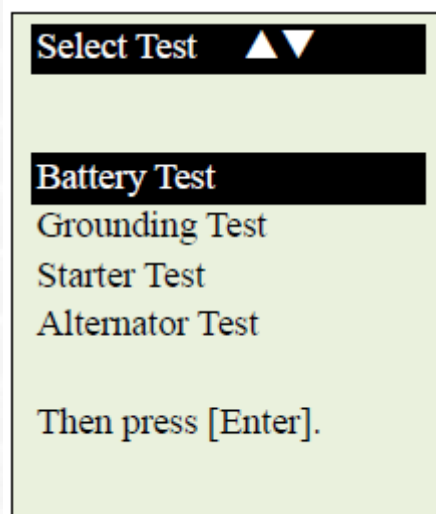 Select Test ▲▼
Battery Test
Grounding Test
Starter Test
Alternator Test
Then press [Enter].